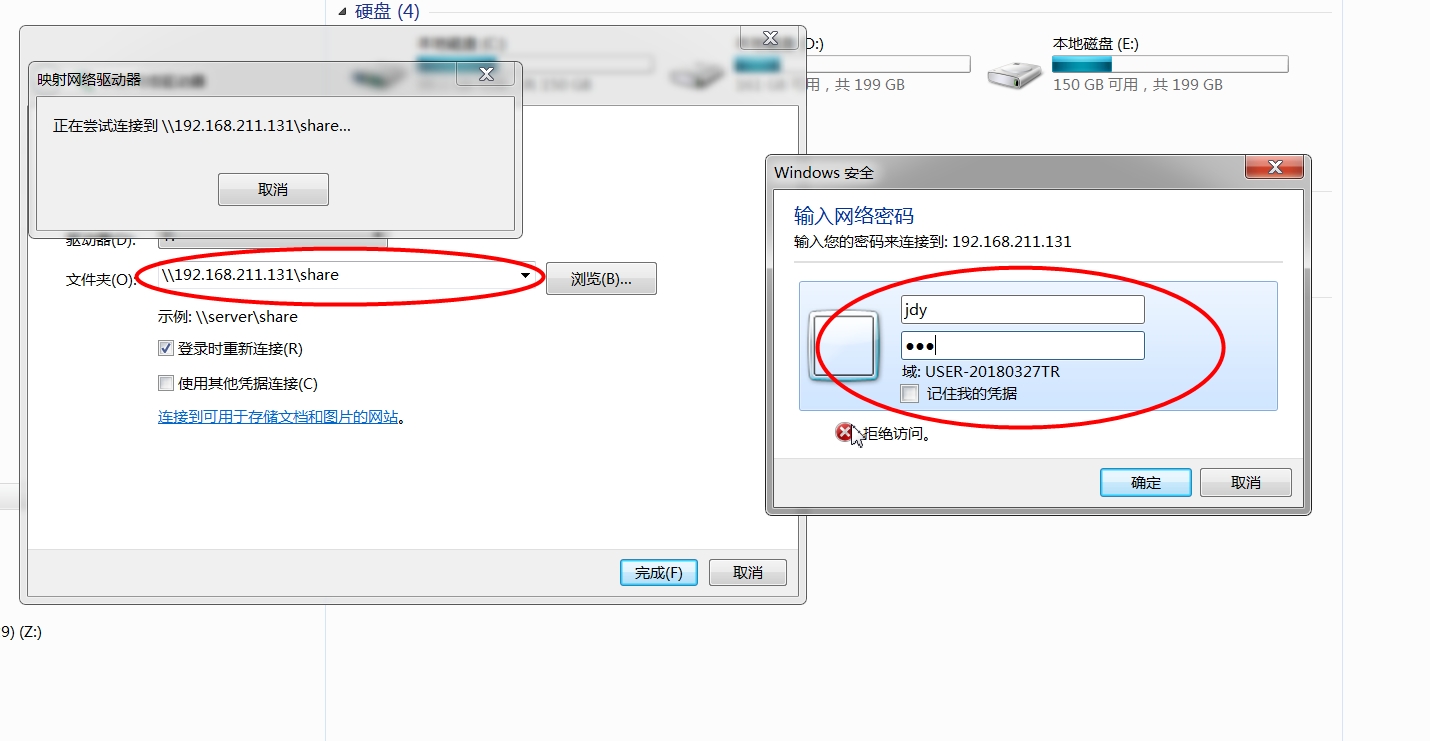 硬盘 (4)
本地磁盘 (C:)
D:)
本地磁盘 (E:)
用，共 199 GB
150 GB 可用，共 199 GB
映射网络驱动器
正在尝试连接到 \\192.168.211.131\share...
取消
驱动器(D):
文件夹(O):
\\192.168.211.131\share
浏览(B)...
示例: \\server\share
登录时重新连接(R)
使用其他凭据连接(C)
连接到可用于存储文档和图片的网站。
完成(F)
取消
9) (Z:)
Windows 安全
输入网络密码
输入您的密码来连接到: 192.168.211.131
jdy
●●●
域: USER-20180327TR
记住我的凭据
拒绝访问。
确定
取消